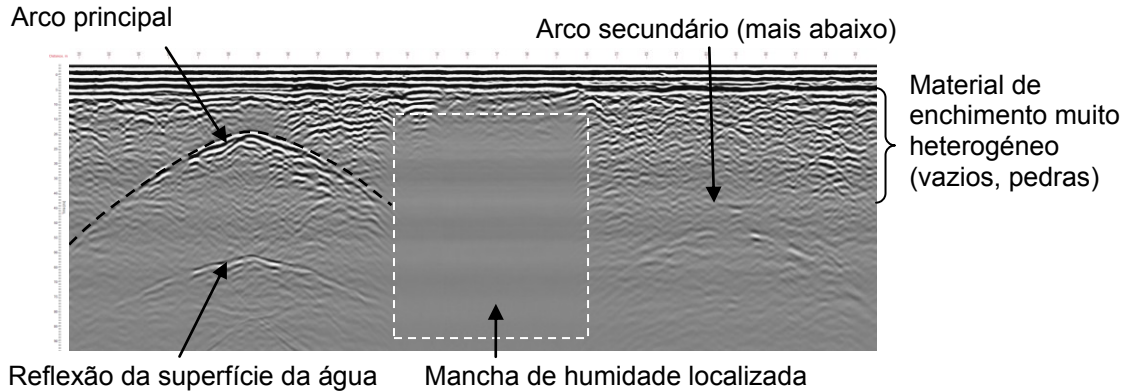 Arco principal
Arco secundário (mais abaixo)
Material de
enchimento muito
heterogéneo
(vazios, pedras)
Reflexão da superfície da água
Mancha de humidade localizada